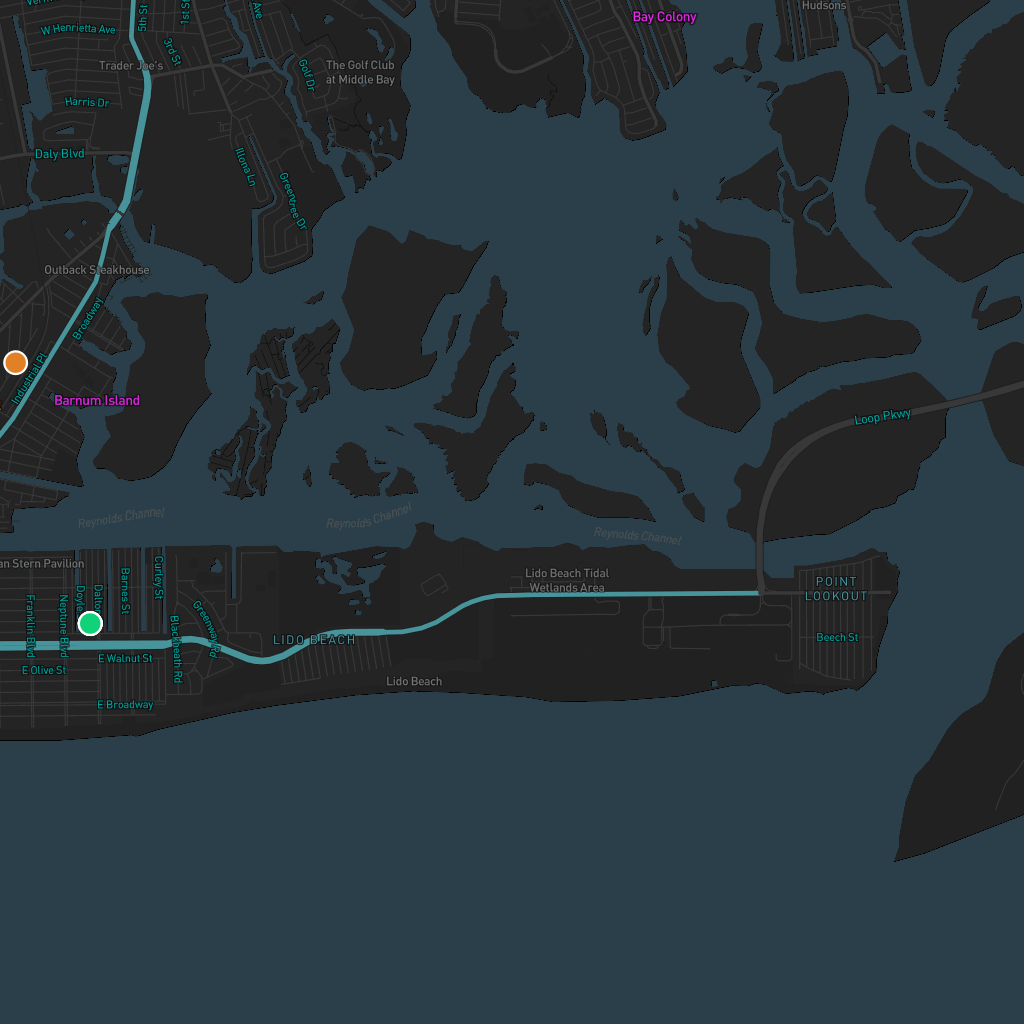 Hudsons
Bay Colony
W Henrietta Ave
5th St
1st St
3rd St
Ave
Trader Joe's
The Golf Club
at Middle Bay
Golf Dr
Harris Dr
Daly Blvd
Illona Ln
Greentree Dr
Outback Steakhouse
Broadway
Industrial Pl
Barnum Island
Loop Pkwy
Reynolds Channel
Reynolds Channel
Reynolds Channel
an Stern Pavilion
Franklin Blvd
Neptune Blvd
Doyle
Dalto
Barnes St
Curley St
Blackheath Rd
Greenway Rd
Lido Beach Tidal
Wetlands Area
POINT
LOOKOUT
LIDO BEACH
Beech St
E Walnut St
E Olive St
Lido Beach
E Broadway